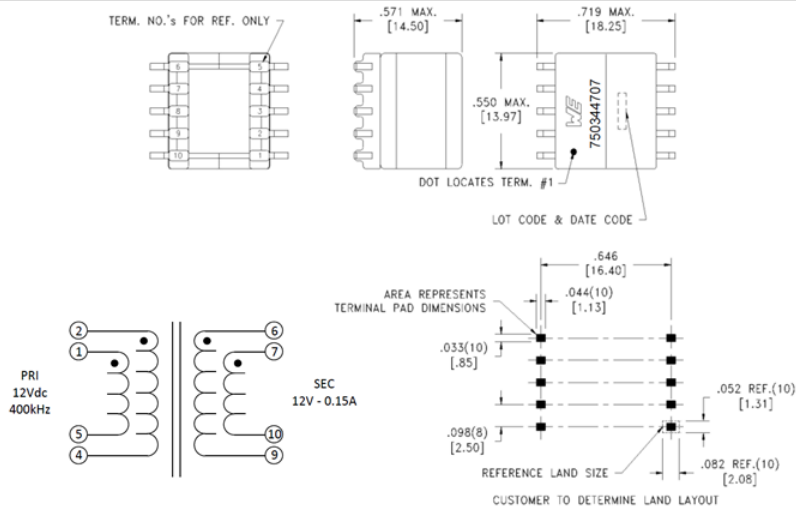 TERM. NO.'s FOR REF. ONLY
.571 MAX.
[14.50]
.719 MAX.
[18.25]
6
5
7
4
8
3
9
2
10
1
.550 MAX.
[13.97]
WE
750344707
DOT LOCATES TERM. #1
LOT CODE & DATE CODE
2
1
5
4
PRI
12Vdc
400kHz
6
7
10
9
SEC
12V - 0.15A
.646
[16.40]
AREA REPRESENTS
TERMINAL PAD DIMENSIONS
.044(10)
[1.13]
.033(10)
[.85]
.098(8)
[2.50]
.052 REF.(10)
[1.31]
.082 REF.(10)
[2.08]
REFERENCE LAND SIZE
CUSTOMER TO DETERMINE LAND LAYOUT